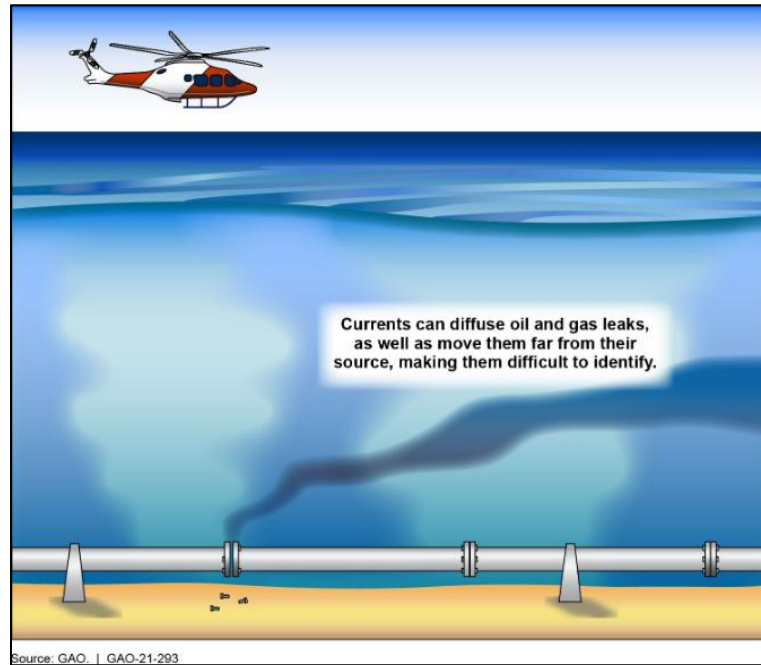 Currents can diffuse oil and gas leaks,
as well as move them far from their
source, making them difficult to identify.
Source: GAO. | GAO-21-293